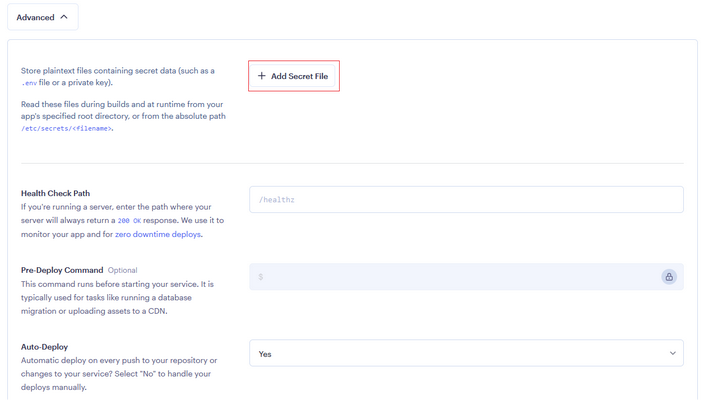 Advanced
Store plaintext files containing secret data (such as a
.env file or a private key).
+ Add Secret File
Read these files during builds and at runtime from your
app's specified root directory, or from the absolute path
/etc/secrets/<filename>.
Health Check Path
If you're running a server, enter the path where your
server will always return a 200 OK response. We use it to
monitor your app and for zero downtime deploys.
/healthz
Pre-Deploy Command Optional
This command runs before starting your service. It is
typically used for tasks like running a database
migration or uploading assets to a CDN.
$
Auto-Deploy
Automatic deploy on every push to your repository or
changes to your service? Select "No" to handle your
deploys manually.
Yes